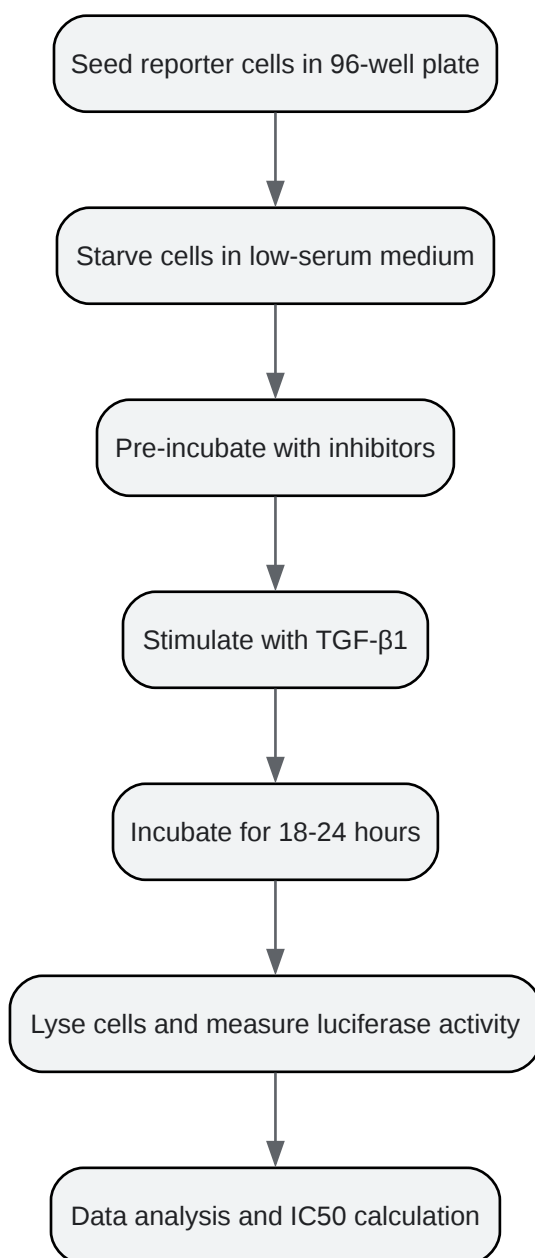 Seed reporter cells in 96-well plate
Starve cells in low-serum medium
Pre-incubate with inhibitors
Stimulate with TGF-β1
Incubate for 18-24 hours
Lyse cells and measure luciferase activity
Data analysis and IC50 calculation